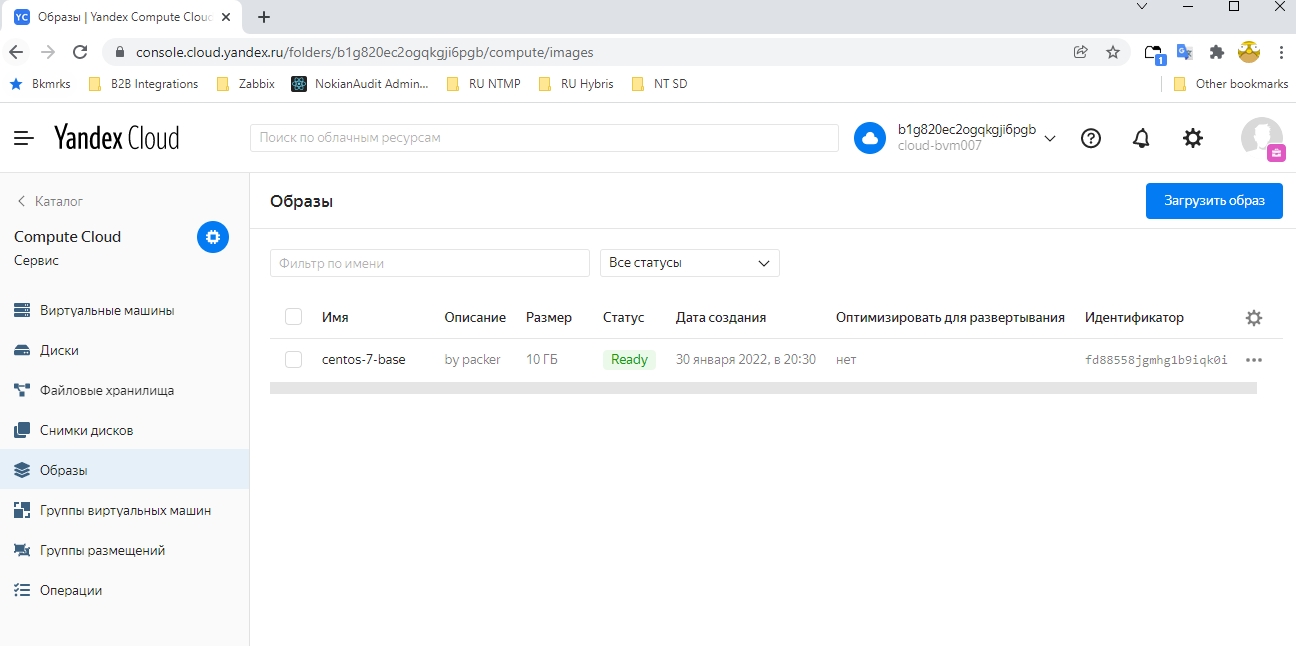 YC Образы | Yandex Compute Clou
console.cloud.yandex.ru/folders/b1g820ec2ogqkgji6pgb/compute/images
1
Bkmrks B2B Integrations Zabbix NokianAudit Admin... RU NTMP RU Hybris NT SD Other bookmarks
Yandex Cloud
Поиск по облачным ресурсам
b1g820ec2ogqkgji6pgb
cloud-bvm007
Каталог
Compute Cloud
Сервис
Виртуальные машины
Диски
Файловые хранилища
Снимки дисков
Образы
Группы виртуальных машин
Группы размещений
Операции
Образы
Загрузить образ
Фильтр по имени
Все статусы
Имя Описание Размер Статус Дата создания Оптимизировать для развертывания Идентификатор
centos-7-base by packer 10 ГБ Ready 30 января 2022, в 20:30 нет fd88558jgmhg1b9iqk0i